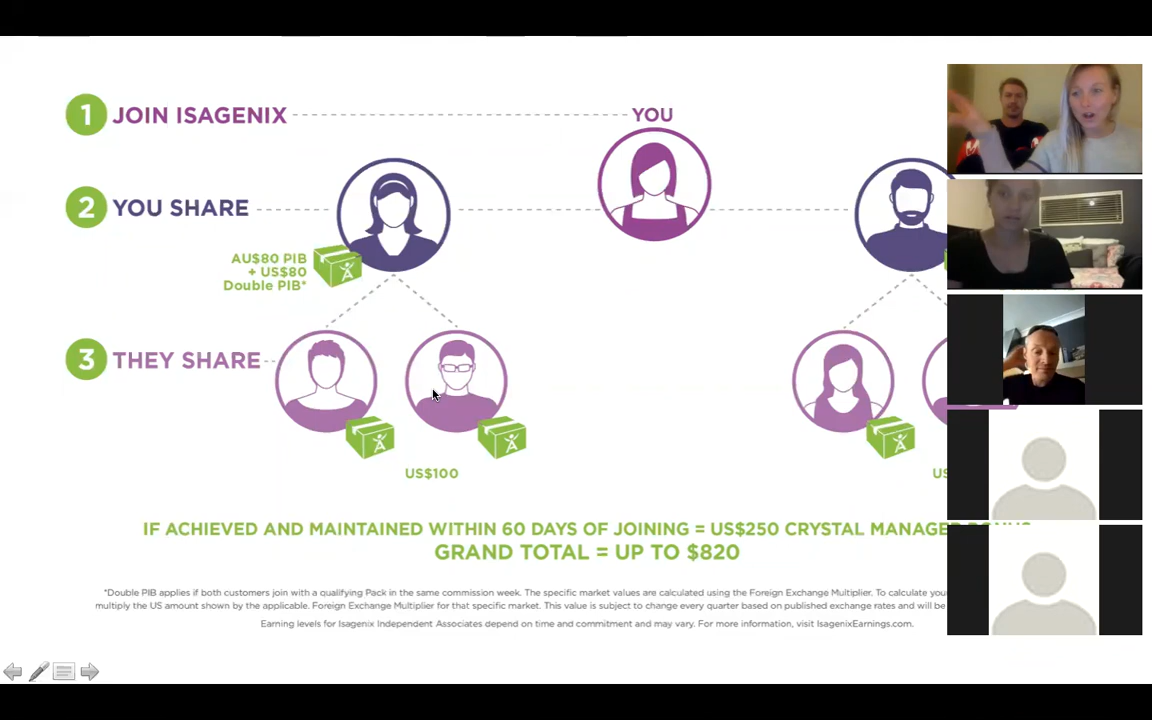 1 JOIN ISAGENIX
YOU
2 YOU SHARE
AU$80 PIB
+ US$80
Double PIB*
3 THEY SHARE
US$100
US
IF ACHIEVED AND MAINTAINED WITHIN 60 DAYS OF JOINING = US$250 CRYSTAL MANAGER
GRAND TOTAL = UP TO $820
*Double PIB applies if both customers join with a qualifying Pack in the same commission week. The specific market values are calculated using the Foreign Exchange Multiplier. To calculate your
multiply the US amount shown by the applicable. Foreign Exchange Multiplier for that specific market. This value is subject to change every quarter based on published exchange rates and will be
Earning levels for Isagenix Independent Associates depend on time and commitment and may vary. For more information, visit IsagenixEarnings.com.